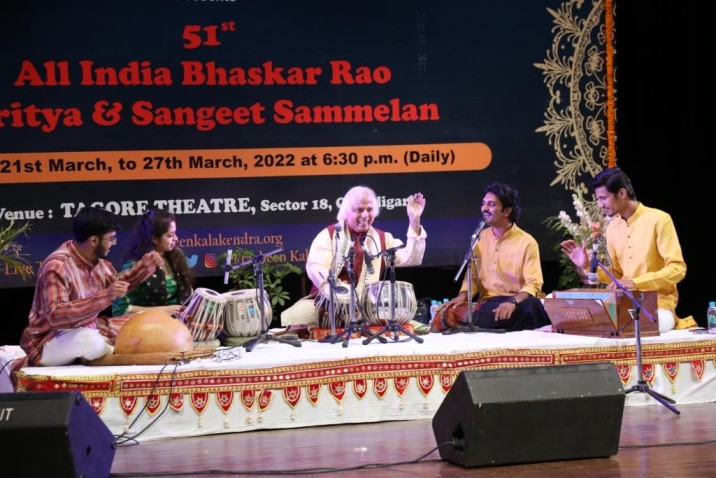 51st
All India Bhaskar Rao
ritya & Sangeet Sammelan
21st March, to 27th March, 2022 at 6:30 p.m. (Daily)
Venue : TAGORE THEATRE, Sector 18,
enkalakendra.org